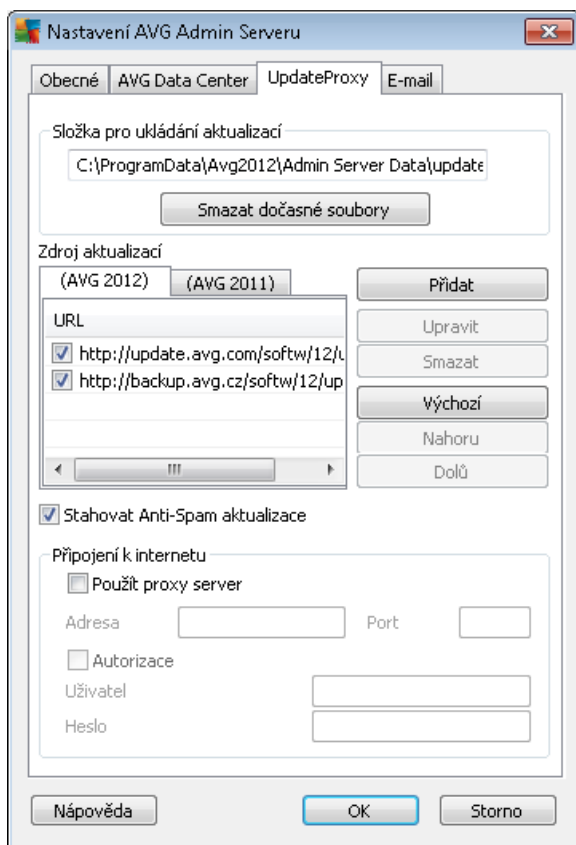 Nastavení AVG Admin Serveru
Obecné AVG Data Center UpdateProxy E-mail
Složka pro ukládání aktualizací
C:\ProgramData\Avg2012\Admin Server Data\update
Smazat dočasné soubory
Zdroj aktualizací
(AVG 2012) (AVG 2011)
Přidat
URL
Upravit
http://update.avg.com/softw/12/u
Smazat
http://backup.avg.cz/softw/12/up
Výchozí
Nahoru
Dolů
Stahovat Anti-Spam aktualizace
Připojení k internetu
Použít proxy server
Adresa Port
Autorizace
Uživatel
Heslo
Nápověda OK Storno